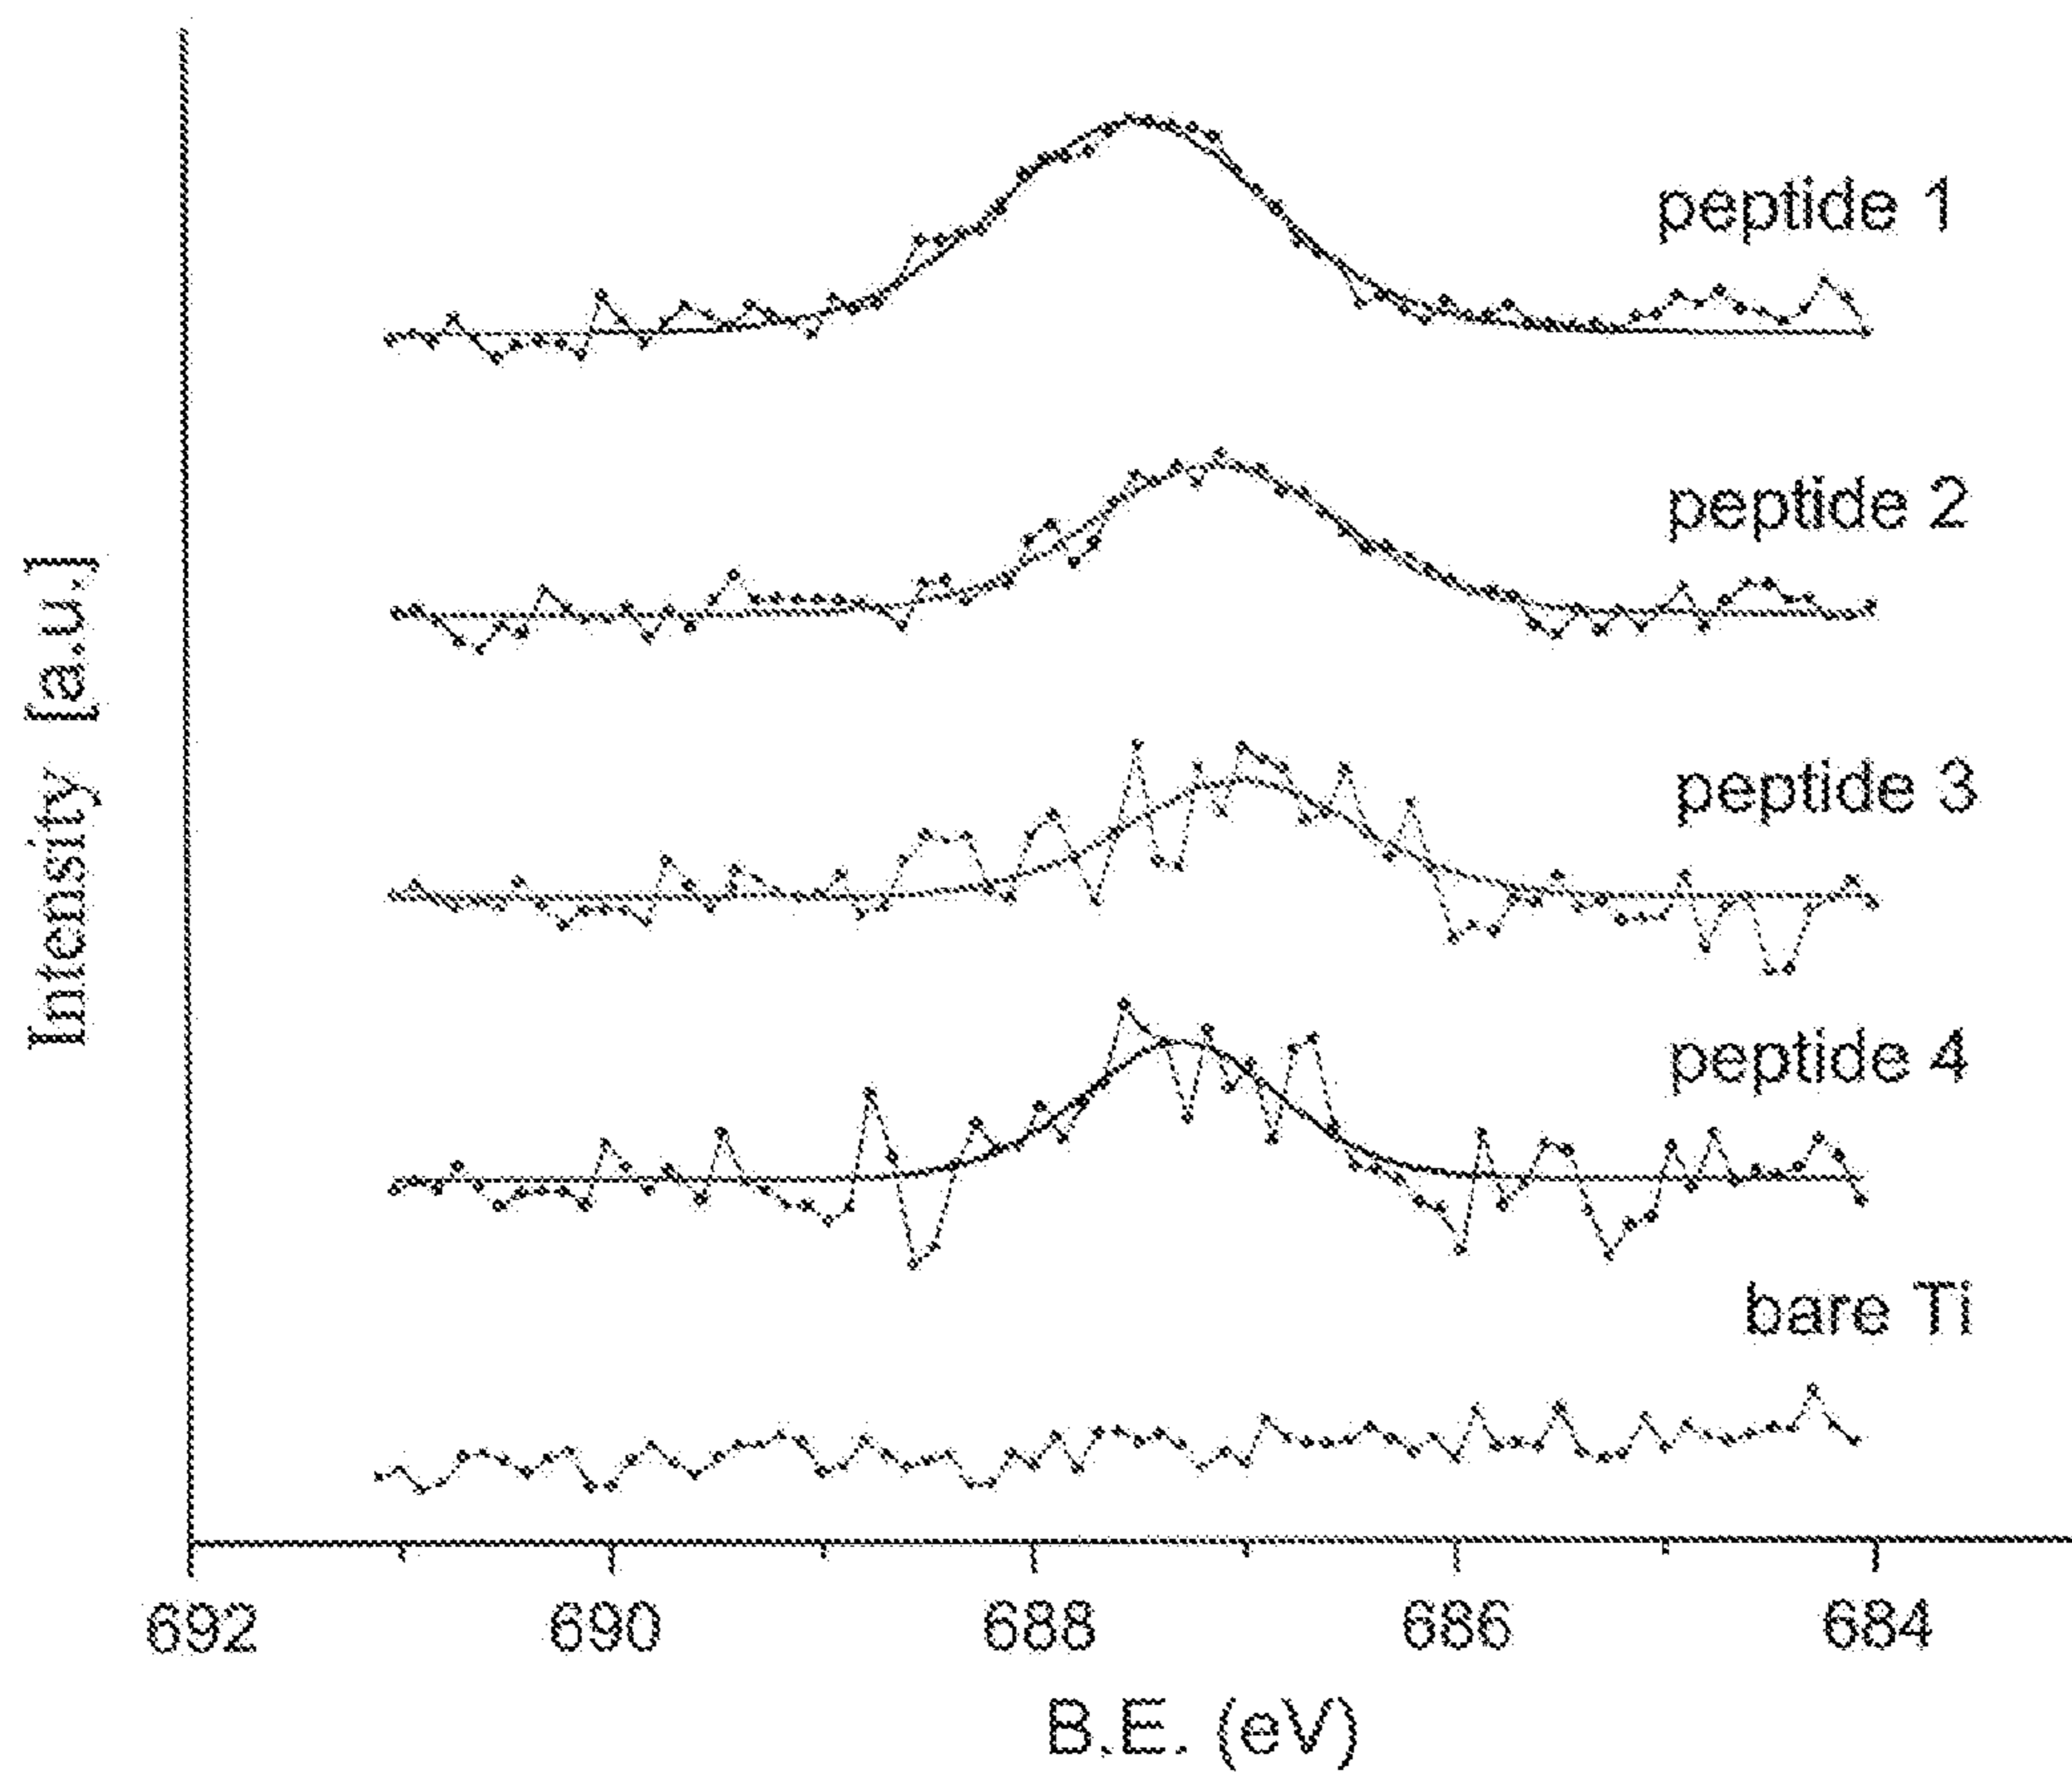 peptide 1
peptide 2
peptide 3
peptide 4
bare Ti
Intensity [a.u.]
692 690 688 686 684
B.E. (eV)